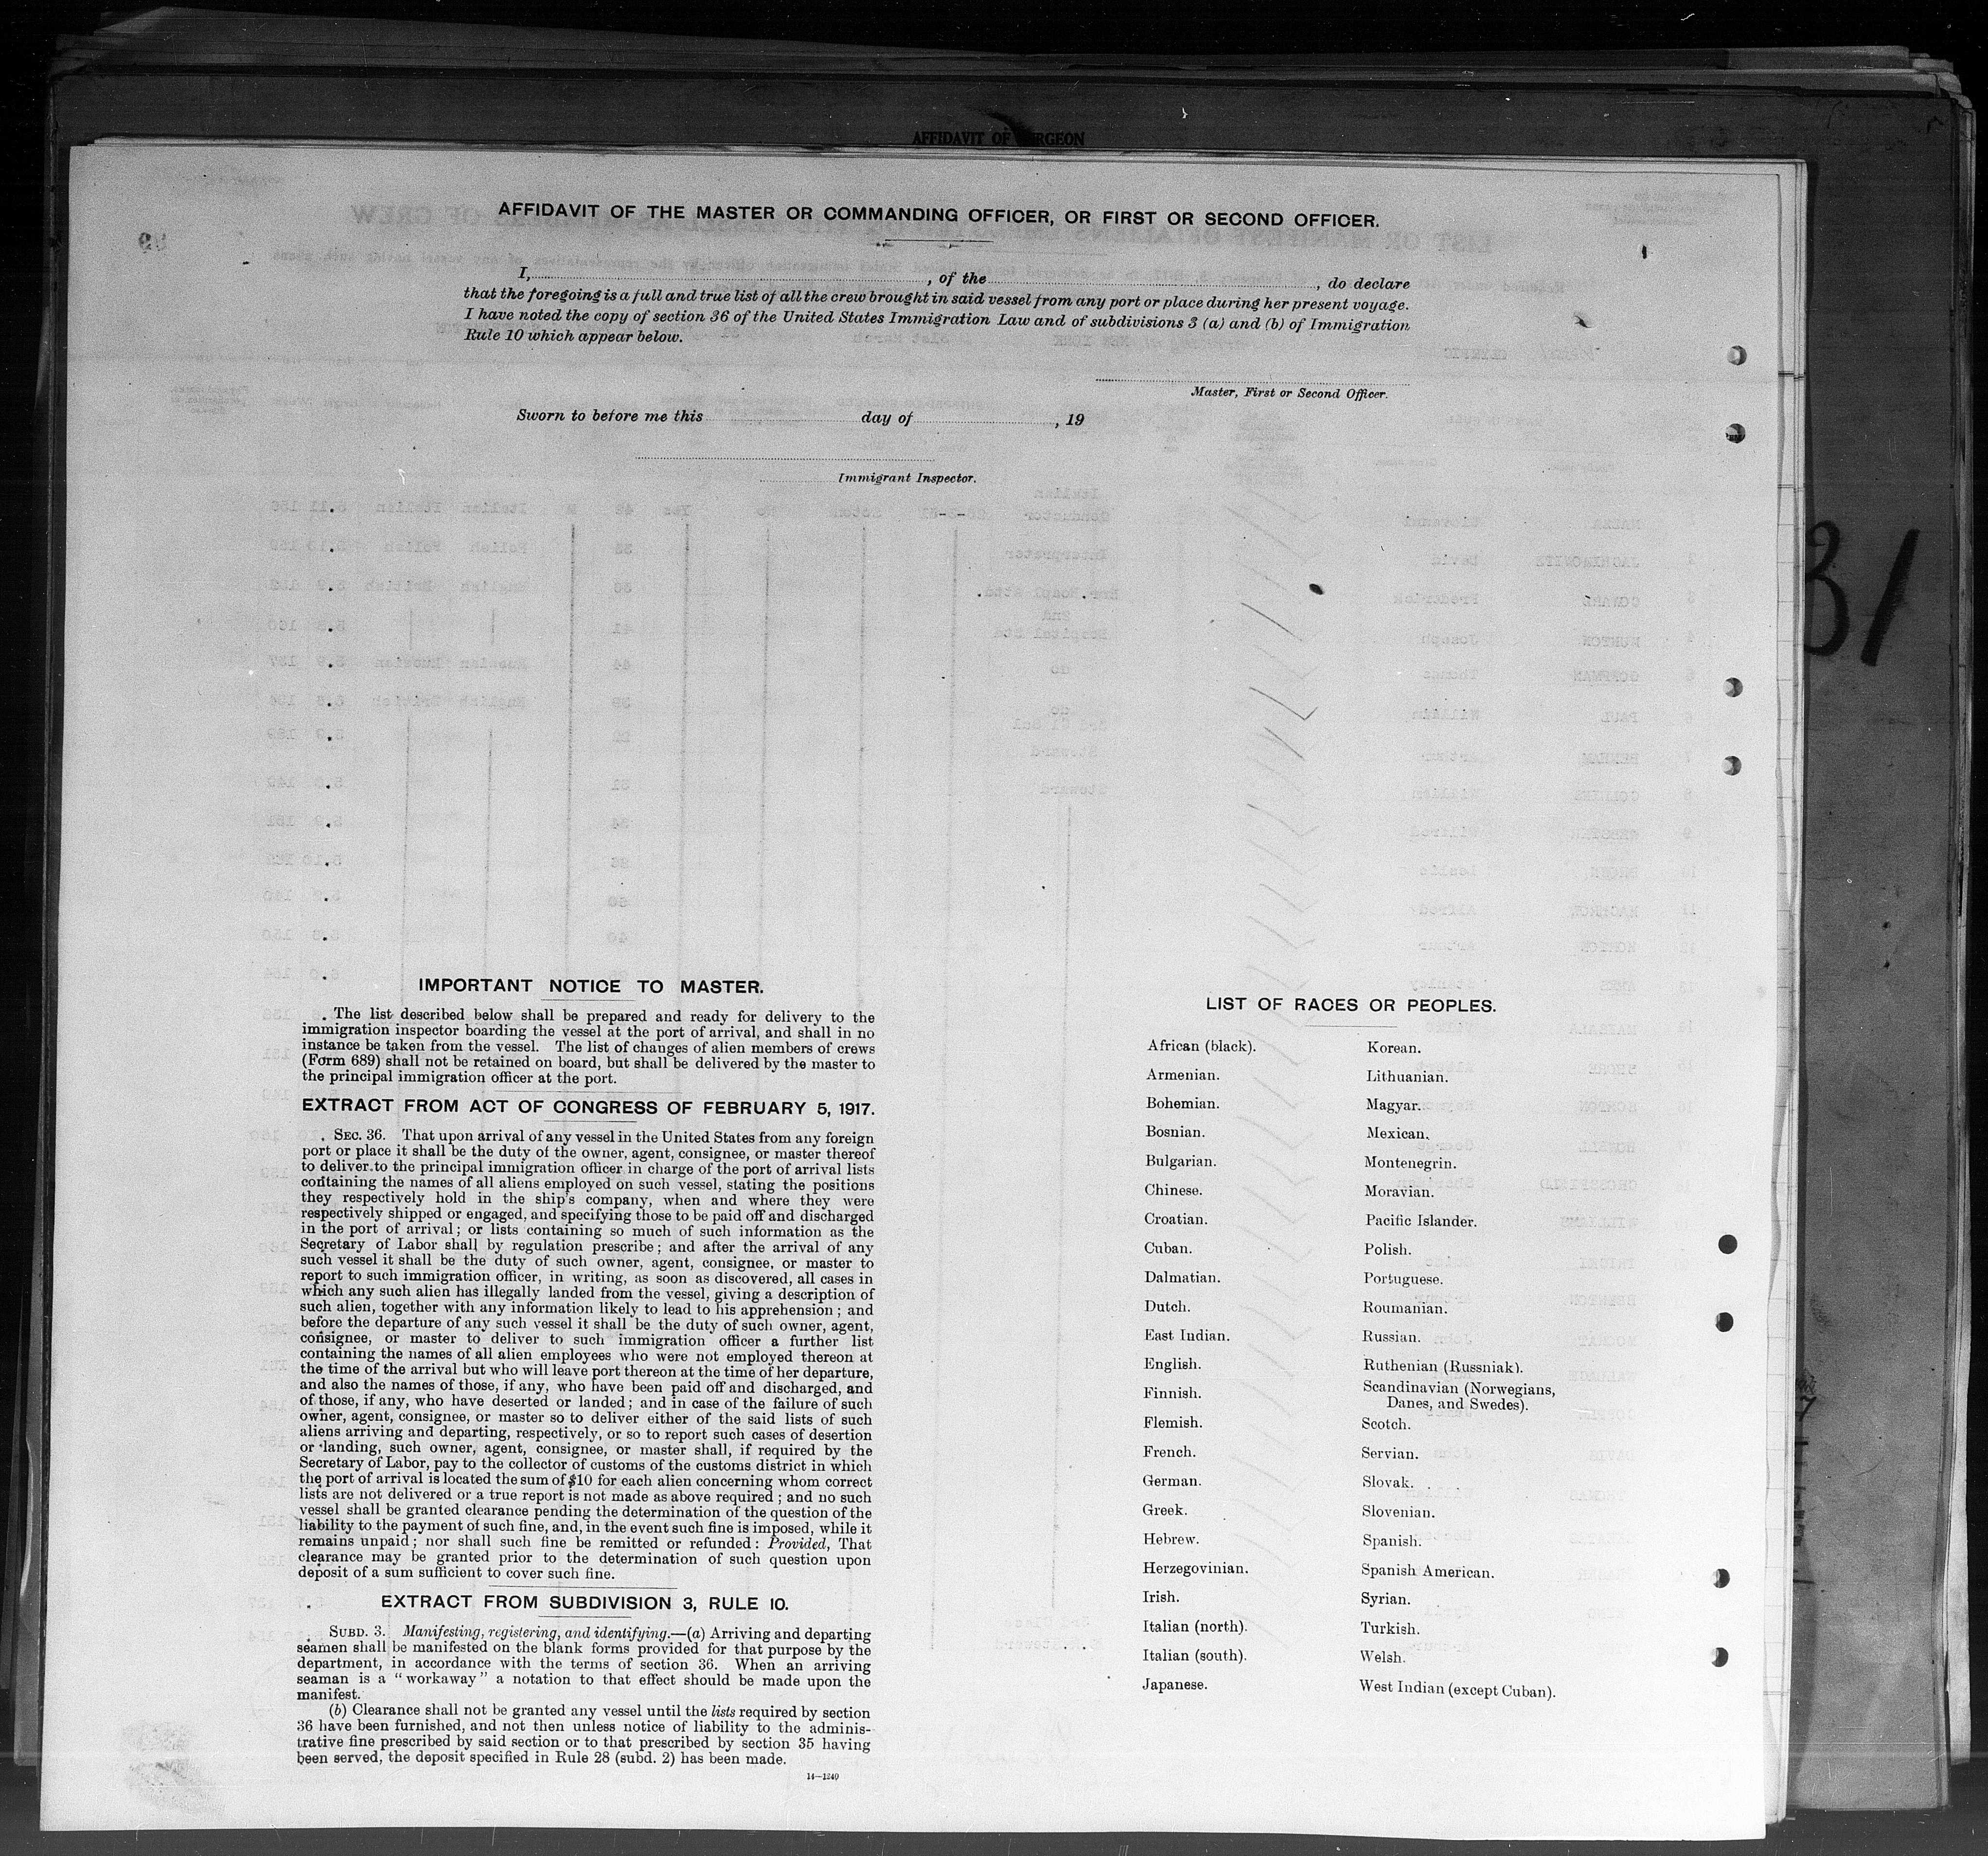 AFFIDAVIT OF
AFFIDAVIT OF THE MASTER OR COMMANDING OFFICER, OR FIRST OR SECOND OFFICER.
I, , of the , do declare
that the foregoing is a full and true list of all the crew brought in said vessel from any port or place during her present voyage.
I have noted the copy of section 36 of the United States Immigration Law and of subdivisions 3 (a) and (b) of Immigration
Rule 10 which appear below.
Master, First or Second Officer.
Sworn to before me this day of , 19
Immigrant Inspector.
31
IMPORTANT NOTICE TO MASTER.
The list described below shall be prepared and ready for delivery to the
immigration inspector boarding the vessel at the port of arrival, and shall in no
instance be taken from the vessel. The list of changes of alien members of crews
(Form 689) shall not be retained on board, but shall be delivered by the master to
the principal immigration officer at the port.
EXTRACT FROM ACT OF CONGRESS OF FEBRUARY 5, 1917.
SEC. 36. That upon arrival of any vessel in the United States from any foreign
port or place it shall be the duty of the owner, agent, consignee, or master thereof
to deliver to the principal immigration officer in charge of the port of arrival lists
containing the names of all aliens employed on such vessel, stating the positions
they respectively hold in the ship's company, when and where they were
respectively shipped or engaged, and specifying those to be paid off and discharged
in the port of arrival; or lists containing so much of such information as the
Secretary of Labor shall by regulation prescribe; and after the arrival of any
such vessel it shall be the duty of such owner, agent, consignee, or master to
report to such immigration officer, in writing, as soon as discovered, all cases in
which any such alien has illegally landed from the vessel, giving a description of
such alien, together with any information likely to lead to his apprehension; and
before the departure of any such vessel it shall be the duty of such owner, agent,
consignee, or master to deliver to such immigration officer a further list
containing the names of all alien employees who were not employed thereon at
the time of the arrival but who will leave port thereon at the time of her departure,
and also the names of those, if any, who have been paid off and discharged, and
of those, if any, who have deserted or landed; and in case of the failure of such
owner, agent, consignee, or master so to deliver either of the said lists of such
aliens arriving and departing, respectively, or so to report such cases of desertion
or landing, such owner, agent, consignee, or master shall, if required by the
Secretary of Labor, pay to the collector of customs of the customs district in which
the port of arrival is located the sum of $10 for each alien concerning whom correct
lists are not delivered or a true report is not made as above required; and no such
vessel shall be granted clearance pending the determination of the question of the
liability to the payment of such fine, and, in the event such fine is imposed, while it
remains unpaid; nor shall such fine be remitted or refunded: Provided, That
clearance may be granted prior to the determination of such question upon
deposit of a sum sufficient to cover such fine.
EXTRACT FROM SUBDIVISION 3, RULE 10.
SUBD. 3. Manifesting, registering, and identifying.—(a) Arriving and departing
seamen shall be manifested on the blank forms provided for that purpose by the
department, in accordance with the terms of section 36. When an arriving
seaman is a "workaway" a notation to that effect should be made upon the
manifest.
(b) Clearance shall not be granted any vessel until the lists required by section
36 have been furnished, and not then unless notice of liability to the adminis-
trative fine prescribed by said section or to that prescribed by section 35 having
been served, the deposit specified in Rule 28 (subd. 2) has been made.
14—1240
LIST OF RACES OR PEOPLES.
African (black).
Armenian.
Bohemian.
Bosnian.
Bulgarian.
Chinese.
Croatian.
Cuban.
Dalmatian.
Dutch.
East Indian.
English.
Finnish.
Flemish.
French.
German.
Greek.
Hebrew.
Herzegovinian.
Irish.
Italian (north).
Italian (south).
Japanese.
Korean.
Lithuanian.
Magyar.
Mexican.
Montenegrin.
Moravian.
Pacific Islander.
Polish.
Portuguese.
Roumanian.
Russian.
Ruthenian (Russniak).
Scandinavian (Norwegians,
Danes, and Swedes).
Scotch.
Servian.
Slovak.
Slovenian.
Spanish.
Spanish American.
Syrian.
Turkish.
Welsh.
West Indian (except Cuban).